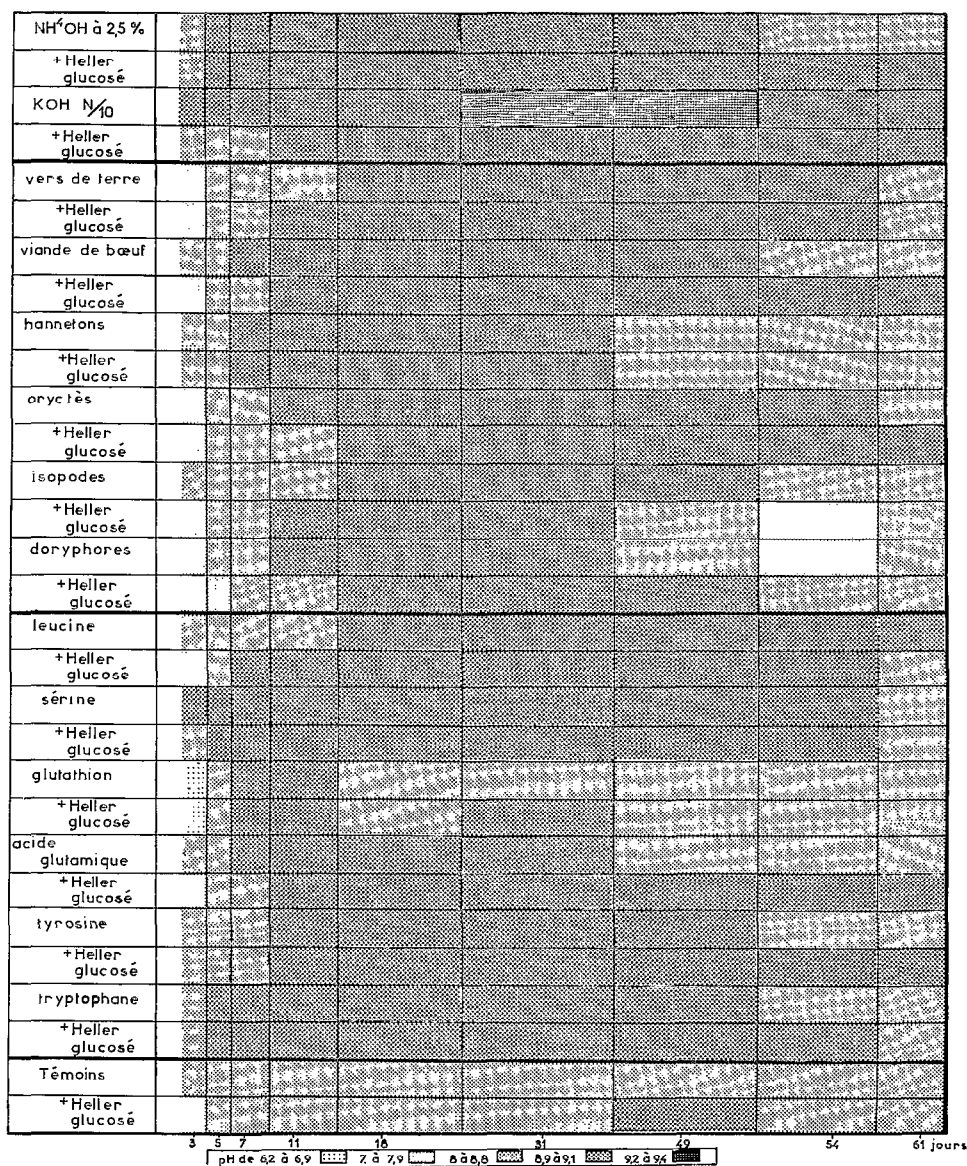 NH⁴OH à 2,5 %
+ Heller
glucosé
KOH N/10
+Heller
glucosé
vers de terre
+Heller
glucosé
viande de bœuf
+Heller
glucosé
hannetons
+Heller
glucosé
oryctès
+Heller
glucosé
isopodes
+Heller
glucosé
doryphores
+Heller
glucosé
leucine
+Heller
glucosé
sérine
+Heller
glucosé
glutathion
+Heller
glucosé
acide
glutamique
+Heller
glucosé
tyrosine
+Heller
glucosé
tryptophane
+Heller
glucosé
Témoins
+Heller
glucosé
3 5 7 11 18 31 49 54 61 jours
pH de 6,2 à 6,9 7, à 7,9 8 à 8,8 8,9 à 9,1 9,2 à 9,4